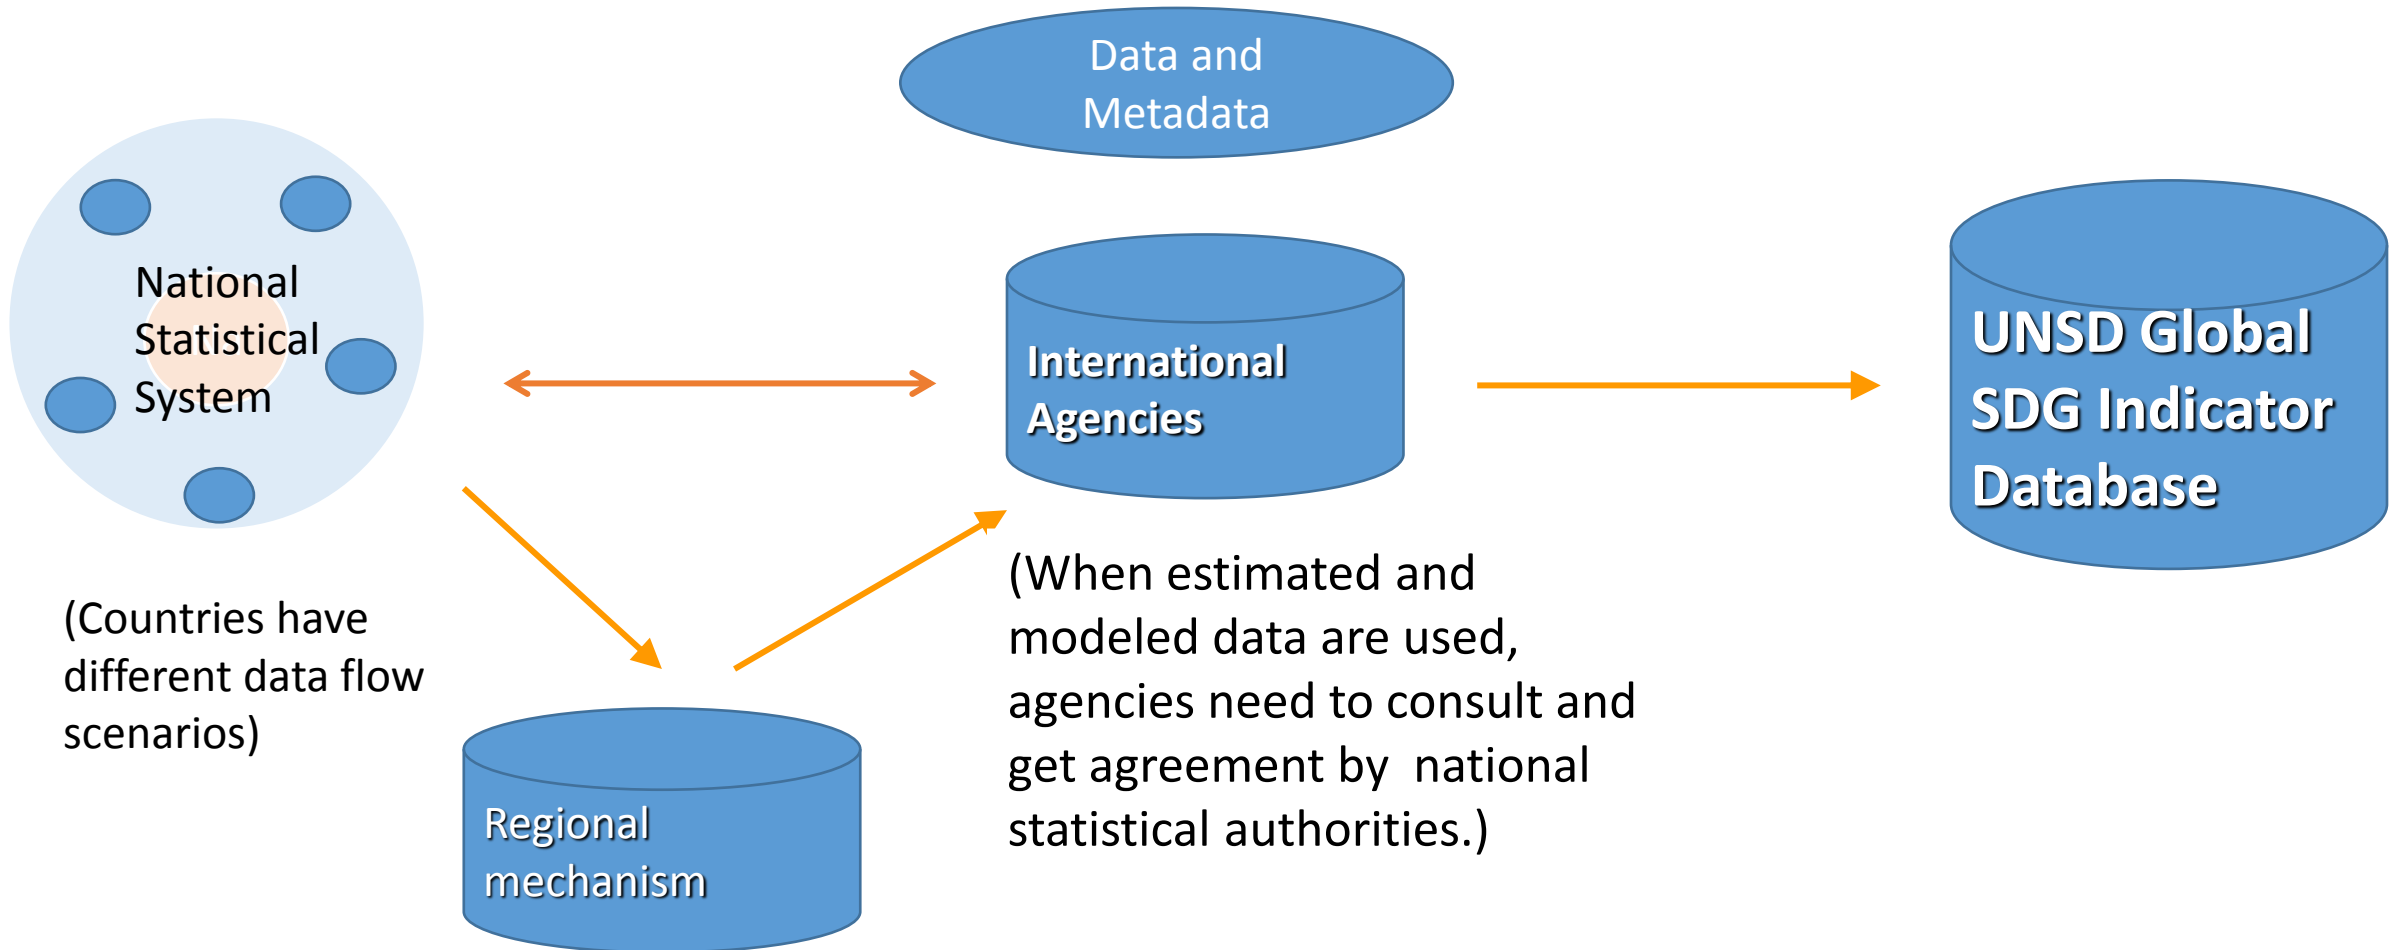 Data and
Metadata
National
Statistical
System
International
Agencies
UNSD Global
SDG Indicator
Database
(Countries have
different data flow
scenarios)
(When estimated and
modeled data are used,
agencies need to consult and
get agreement by  national
statistical authorities.)
Regional
mechanism